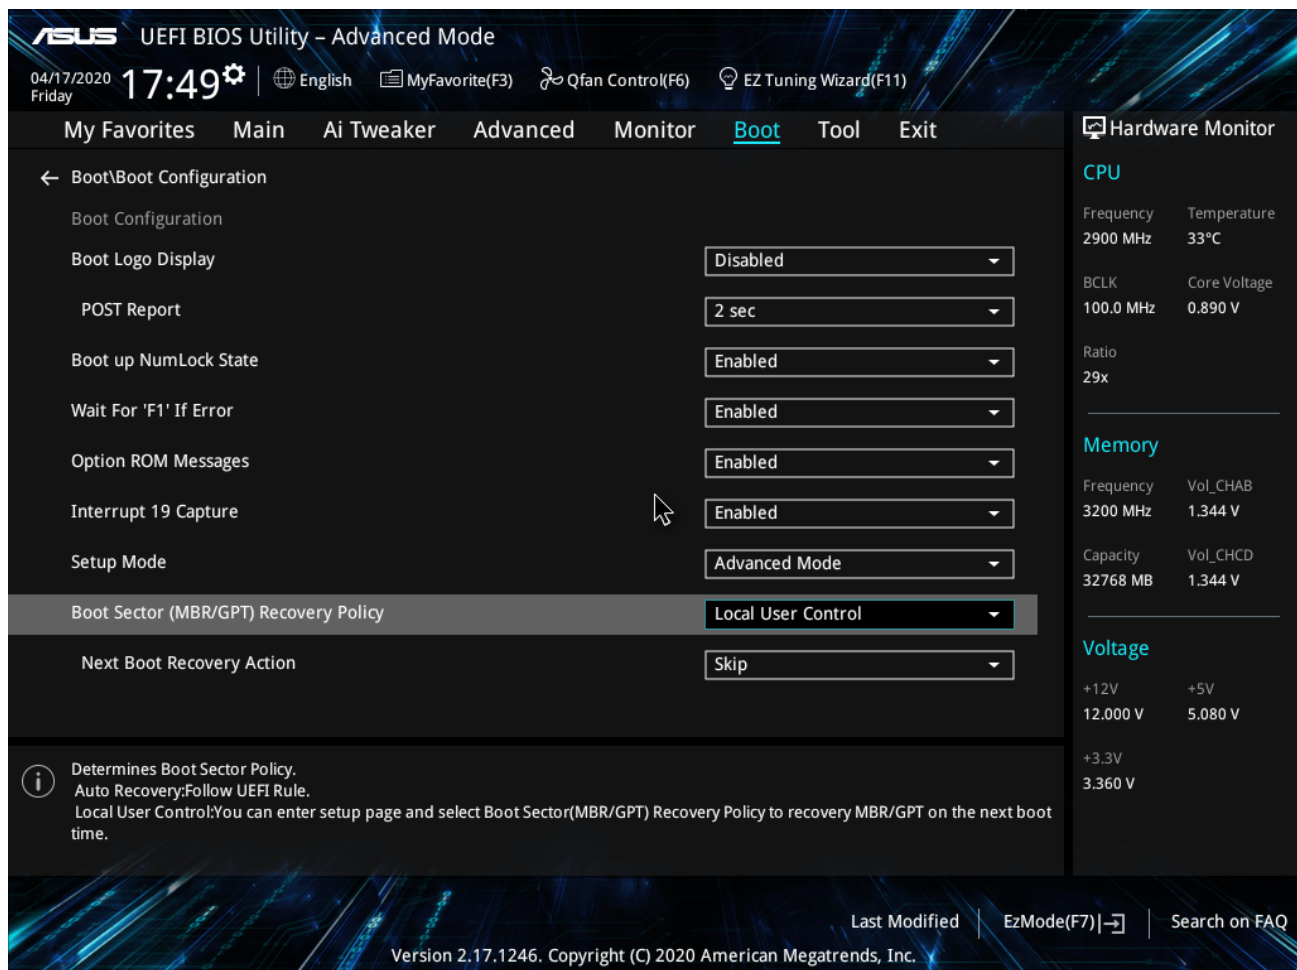 ASUS UEFI BIOS Utility – Advanced Mode
04/17/2020 Friday 17:49 English MyFavorite(F3) Qfan Control(F6) EZ Tuning Wizard(F11)
My Favorites Main Ai Tweaker Advanced Monitor Boot Tool Exit
Boot\Boot Configuration
Boot Configuration
Boot Logo Display Disabled
POST Report 2 sec
Boot up NumLock State Enabled
Wait For 'F1' If Error Enabled
Option ROM Messages Enabled
Interrupt 19 Capture Enabled
Setup Mode Advanced Mode
Boot Sector (MBR/GPT) Recovery Policy Local User Control
Next Boot Recovery Action Skip
Determines Boot Sector Policy.
Auto Recovery:Follow UEFI Rule.
Local User Control:You can enter setup page and select Boot Sector(MBR/GPT) Recovery Policy to recovery MBR/GPT on the next boot
time.
Hardware Monitor
CPU
Frequency Temperature
2900 MHz 33°C
BCLK Core Voltage
100.0 MHz 0.890 V
Ratio
29x
Memory
Frequency Vol_CHAB
3200 MHz 1.344 V
Capacity Vol_CHCD
32768 MB 1.344 V
Voltage
+12V +5V
12.000 V 5.080 V
+3.3V
3.360 V
Last Modified EzMode(F7) Search on FAQ
Version 2.17.1246. Copyright (C) 2020 American Megatrends, Inc.